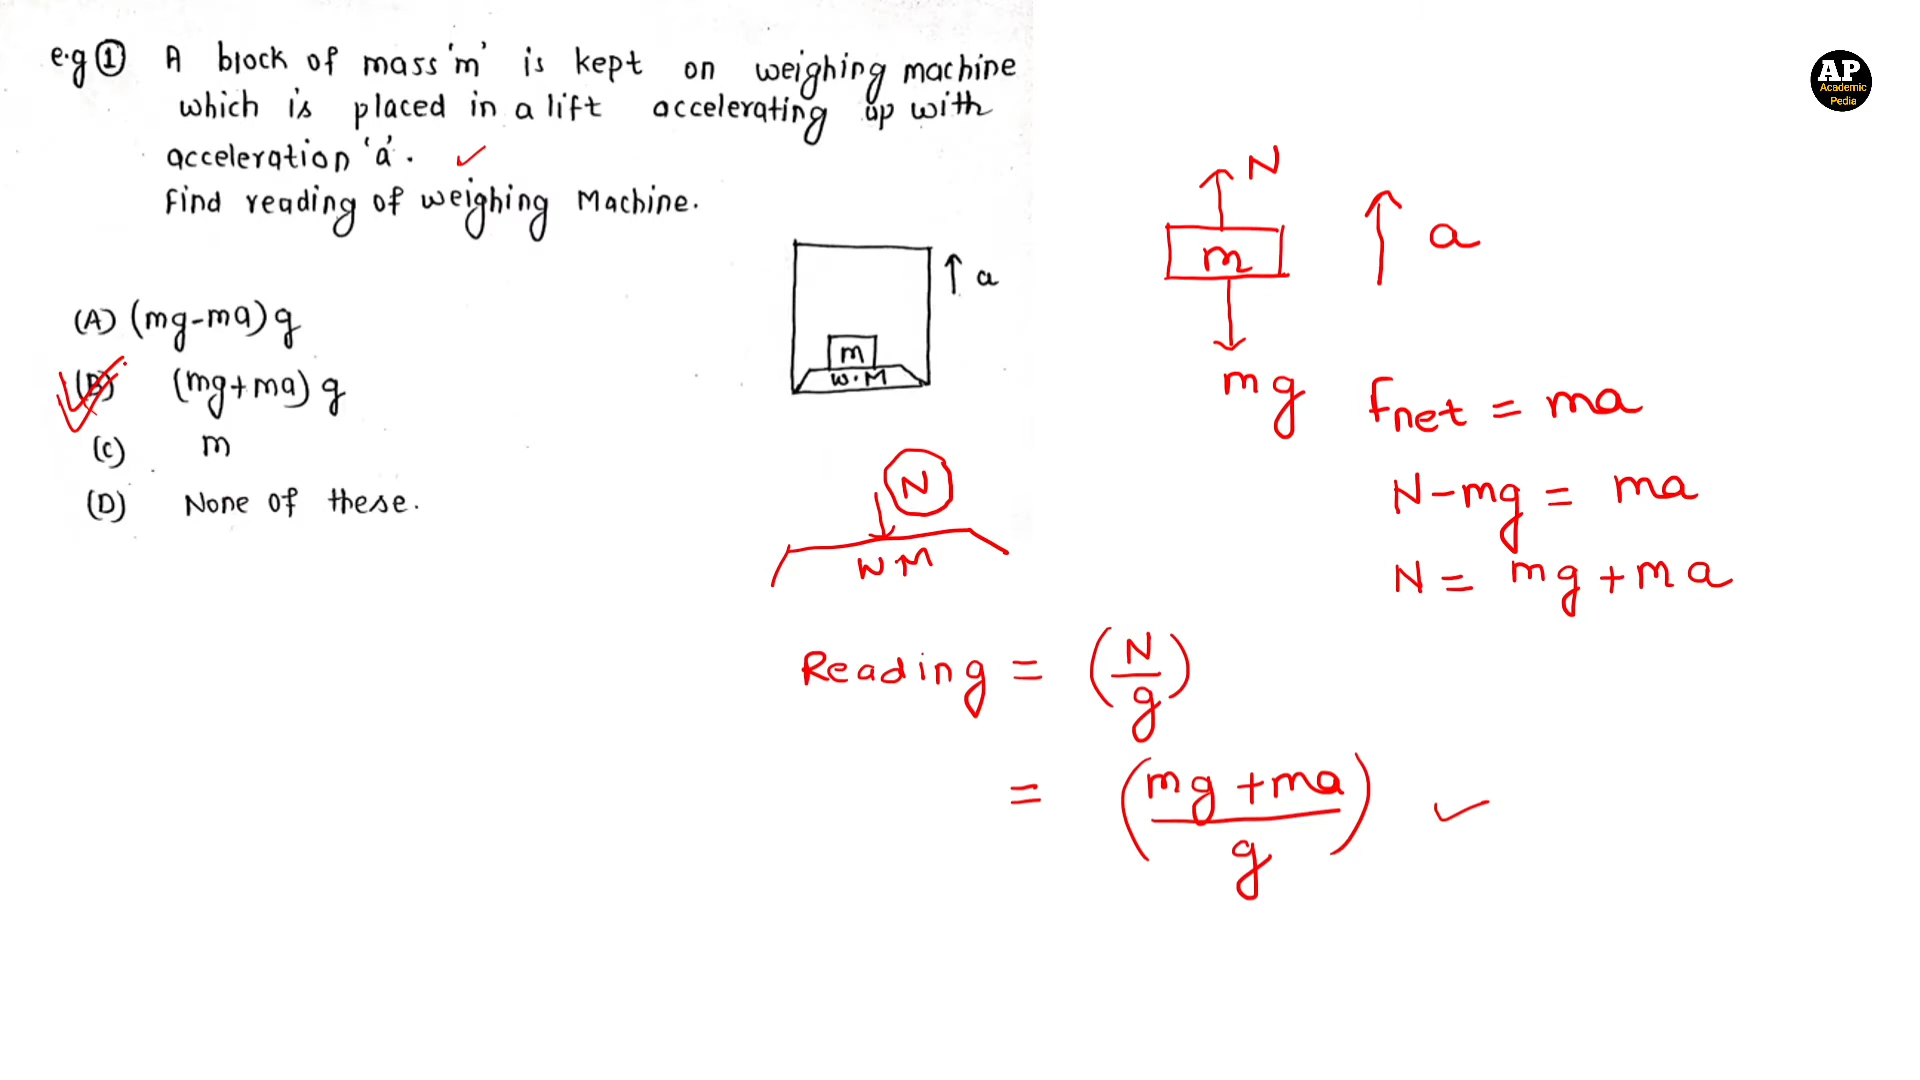 e.g ① A block of mass 'm' is kept on weighing machine
which is placed in a lift accelerating up with
acceleration 'a'. ✓
Find reading of weighing Machine.
(A) (mg-ma)g
(B) (mg+ma)g
(C) m
(D) None of these.
↑ a
m
W.M
N
WM
N
m
mg
↑ a
Fnet = ma
N-mg = ma
N = mg+ma
Reading = (N/g)
= (mg+ma/g) ✓
AP
Academic
Pedia